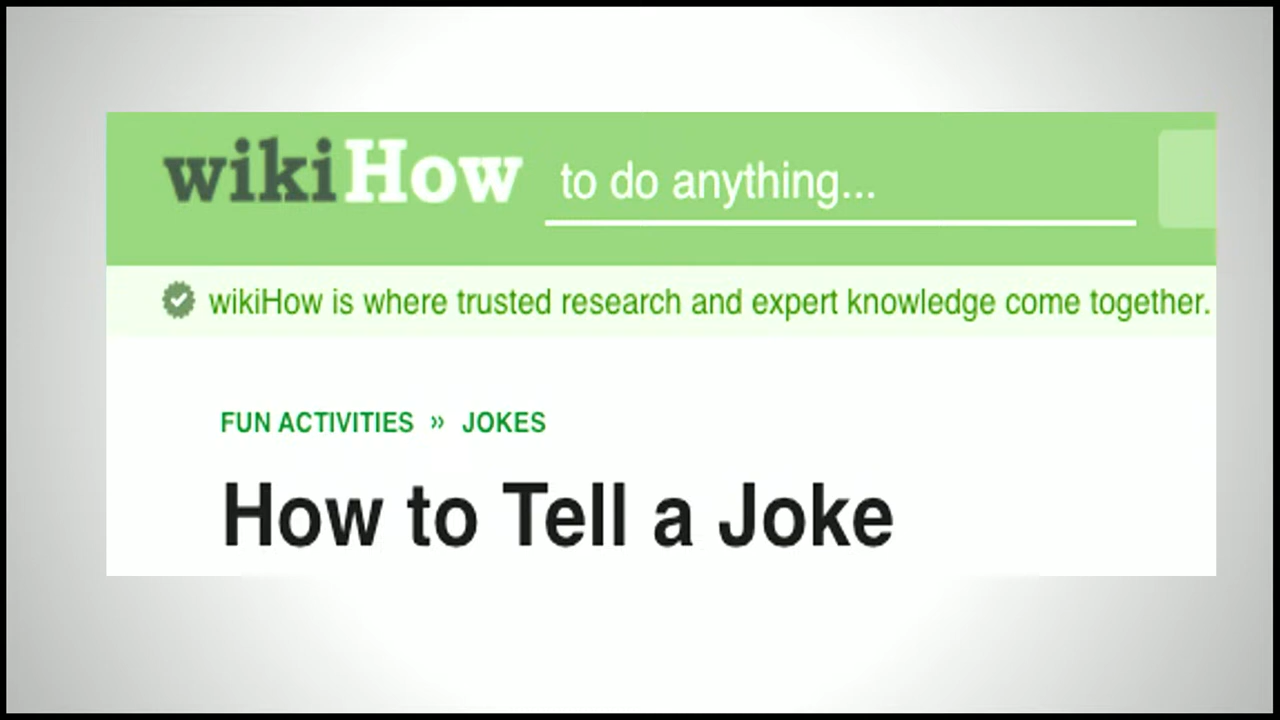 wikiHow to do anything...
wikiHow is where trusted research and expert knowledge come together.
FUN ACTIVITIES » JOKES
How to Tell a Joke